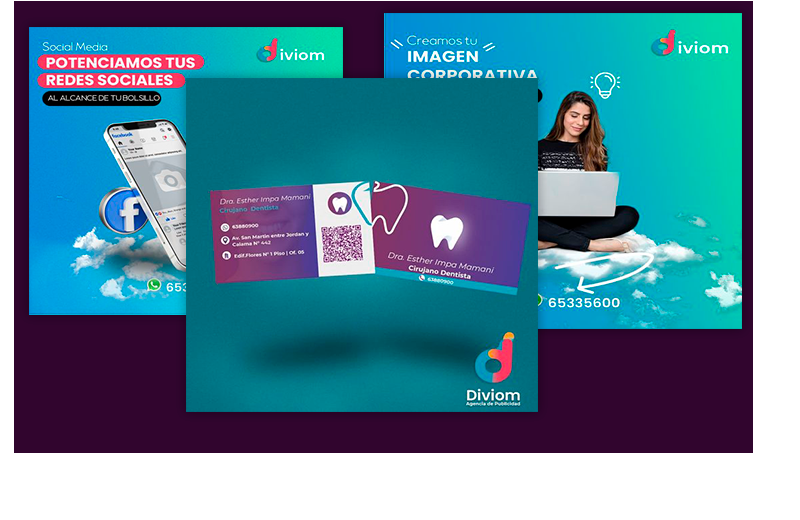 Social Media
POTENCIAMOS TUS
REDES SOCIALES
AL ALCANCE DE TU BOLSILLO
Diviom
facebook
Creamos tu
IMAGEN
CORPORATIVA
Diviom
65335600
Dra. Esther Impa Mamani
Cirujano Dentista
63880900
Av. San Martin entre Jordan y
Calama N° 442
Edif.Flores N° 1 Piso | Of. 05
Dra. Esther Impa Mamani
Cirujano Dentista
63880900
Diviom
Agencia de Publicidad